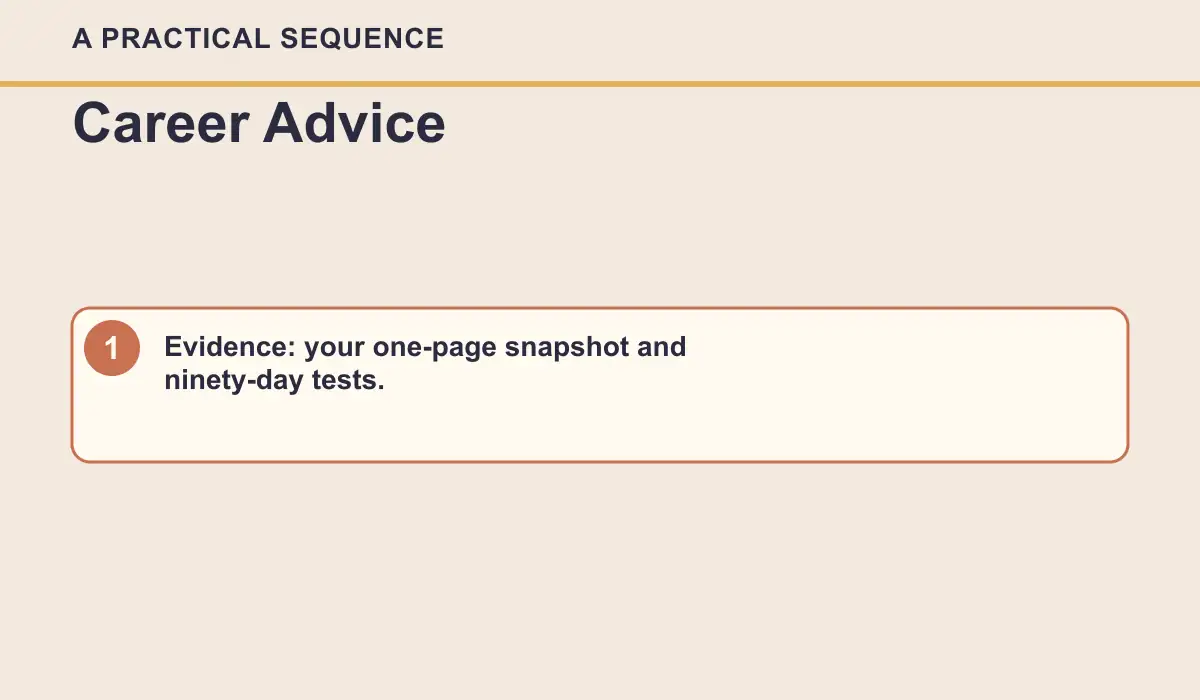 A PRACTICAL SEQUENCE
Career Advice
1
Evidence: your one-page snapshot and
ninety-day tests.